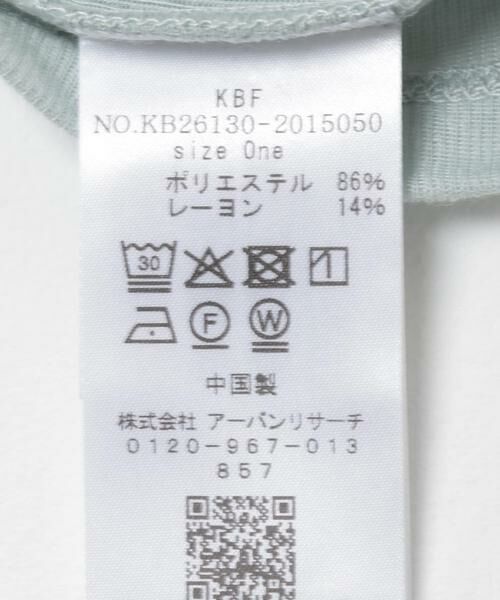 KBF
NO.KB26130-2015050
size One
ポリエステル 86%
レーヨン 14%
30
F W
中国製
株式会社 アーバンリサーチ
0120-967-013
857